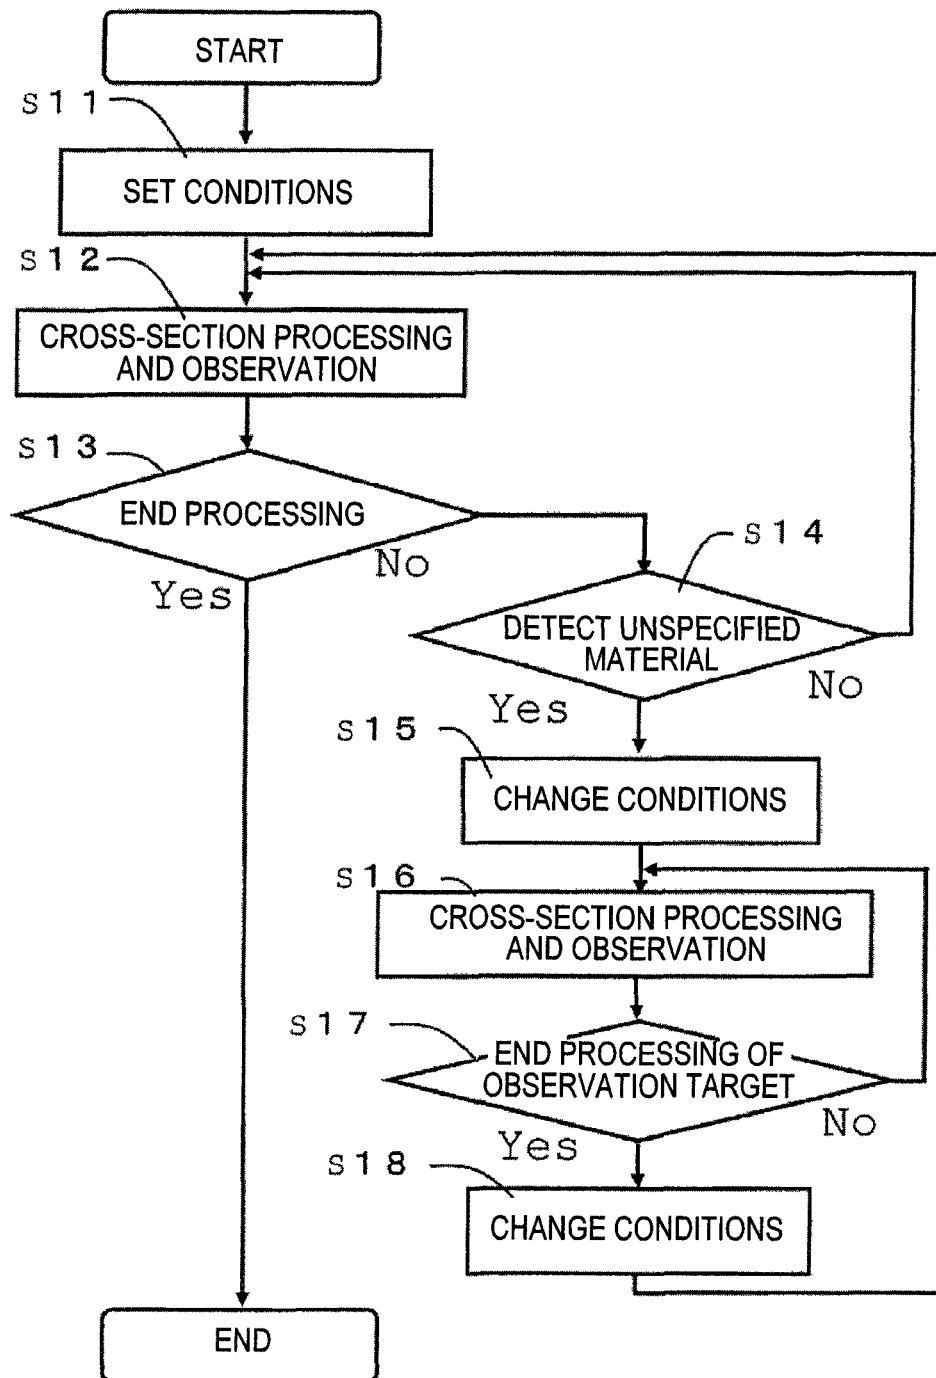 START
S11
SET CONDITIONS
S12
CROSS-SECTION PROCESSING
AND OBSERVATION
S13
END PROCESSING
No
Yes
S14
DETECT UNSPECIFIED
MATERIAL
No
Yes
S15
CHANGE CONDITIONS
S16
CROSS-SECTION PROCESSING
AND OBSERVATION
S17
END PROCESSING OF
OBSERVATION TARGET
No
Yes
S18
CHANGE CONDITIONS
END